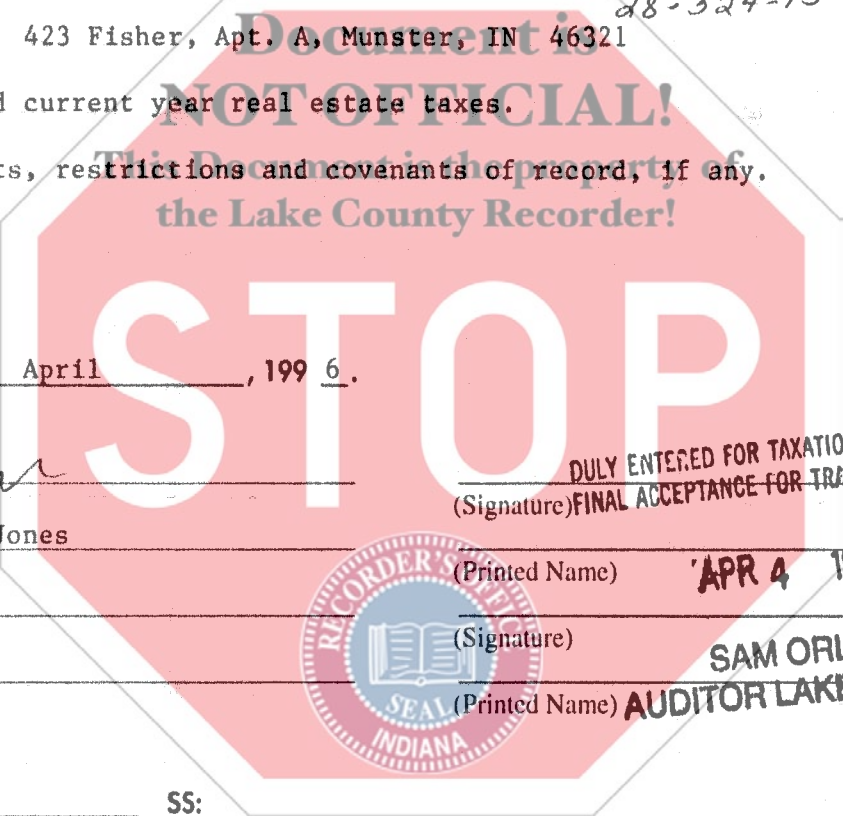 28-324-
423 Fisher, Apt. A, Munster, IN 46321
Document is
current year real estate taxes.
NOT OFFICIAL!
restrictions and covenants of record, if any.
This Document is the property of
the Lake County Recorder!
STOP
April , 199 6.
DULY ENTERED FOR TAXATIO
(Signature) FINAL ACCEPTANCE FOR TRA
Jones
(Printed Name) APR 4
(Signature)
SAM ORL
(Printed Name) AUDITOR LAKE
RECORDER'S OFFICE
SEAL
INDIANA
SS: